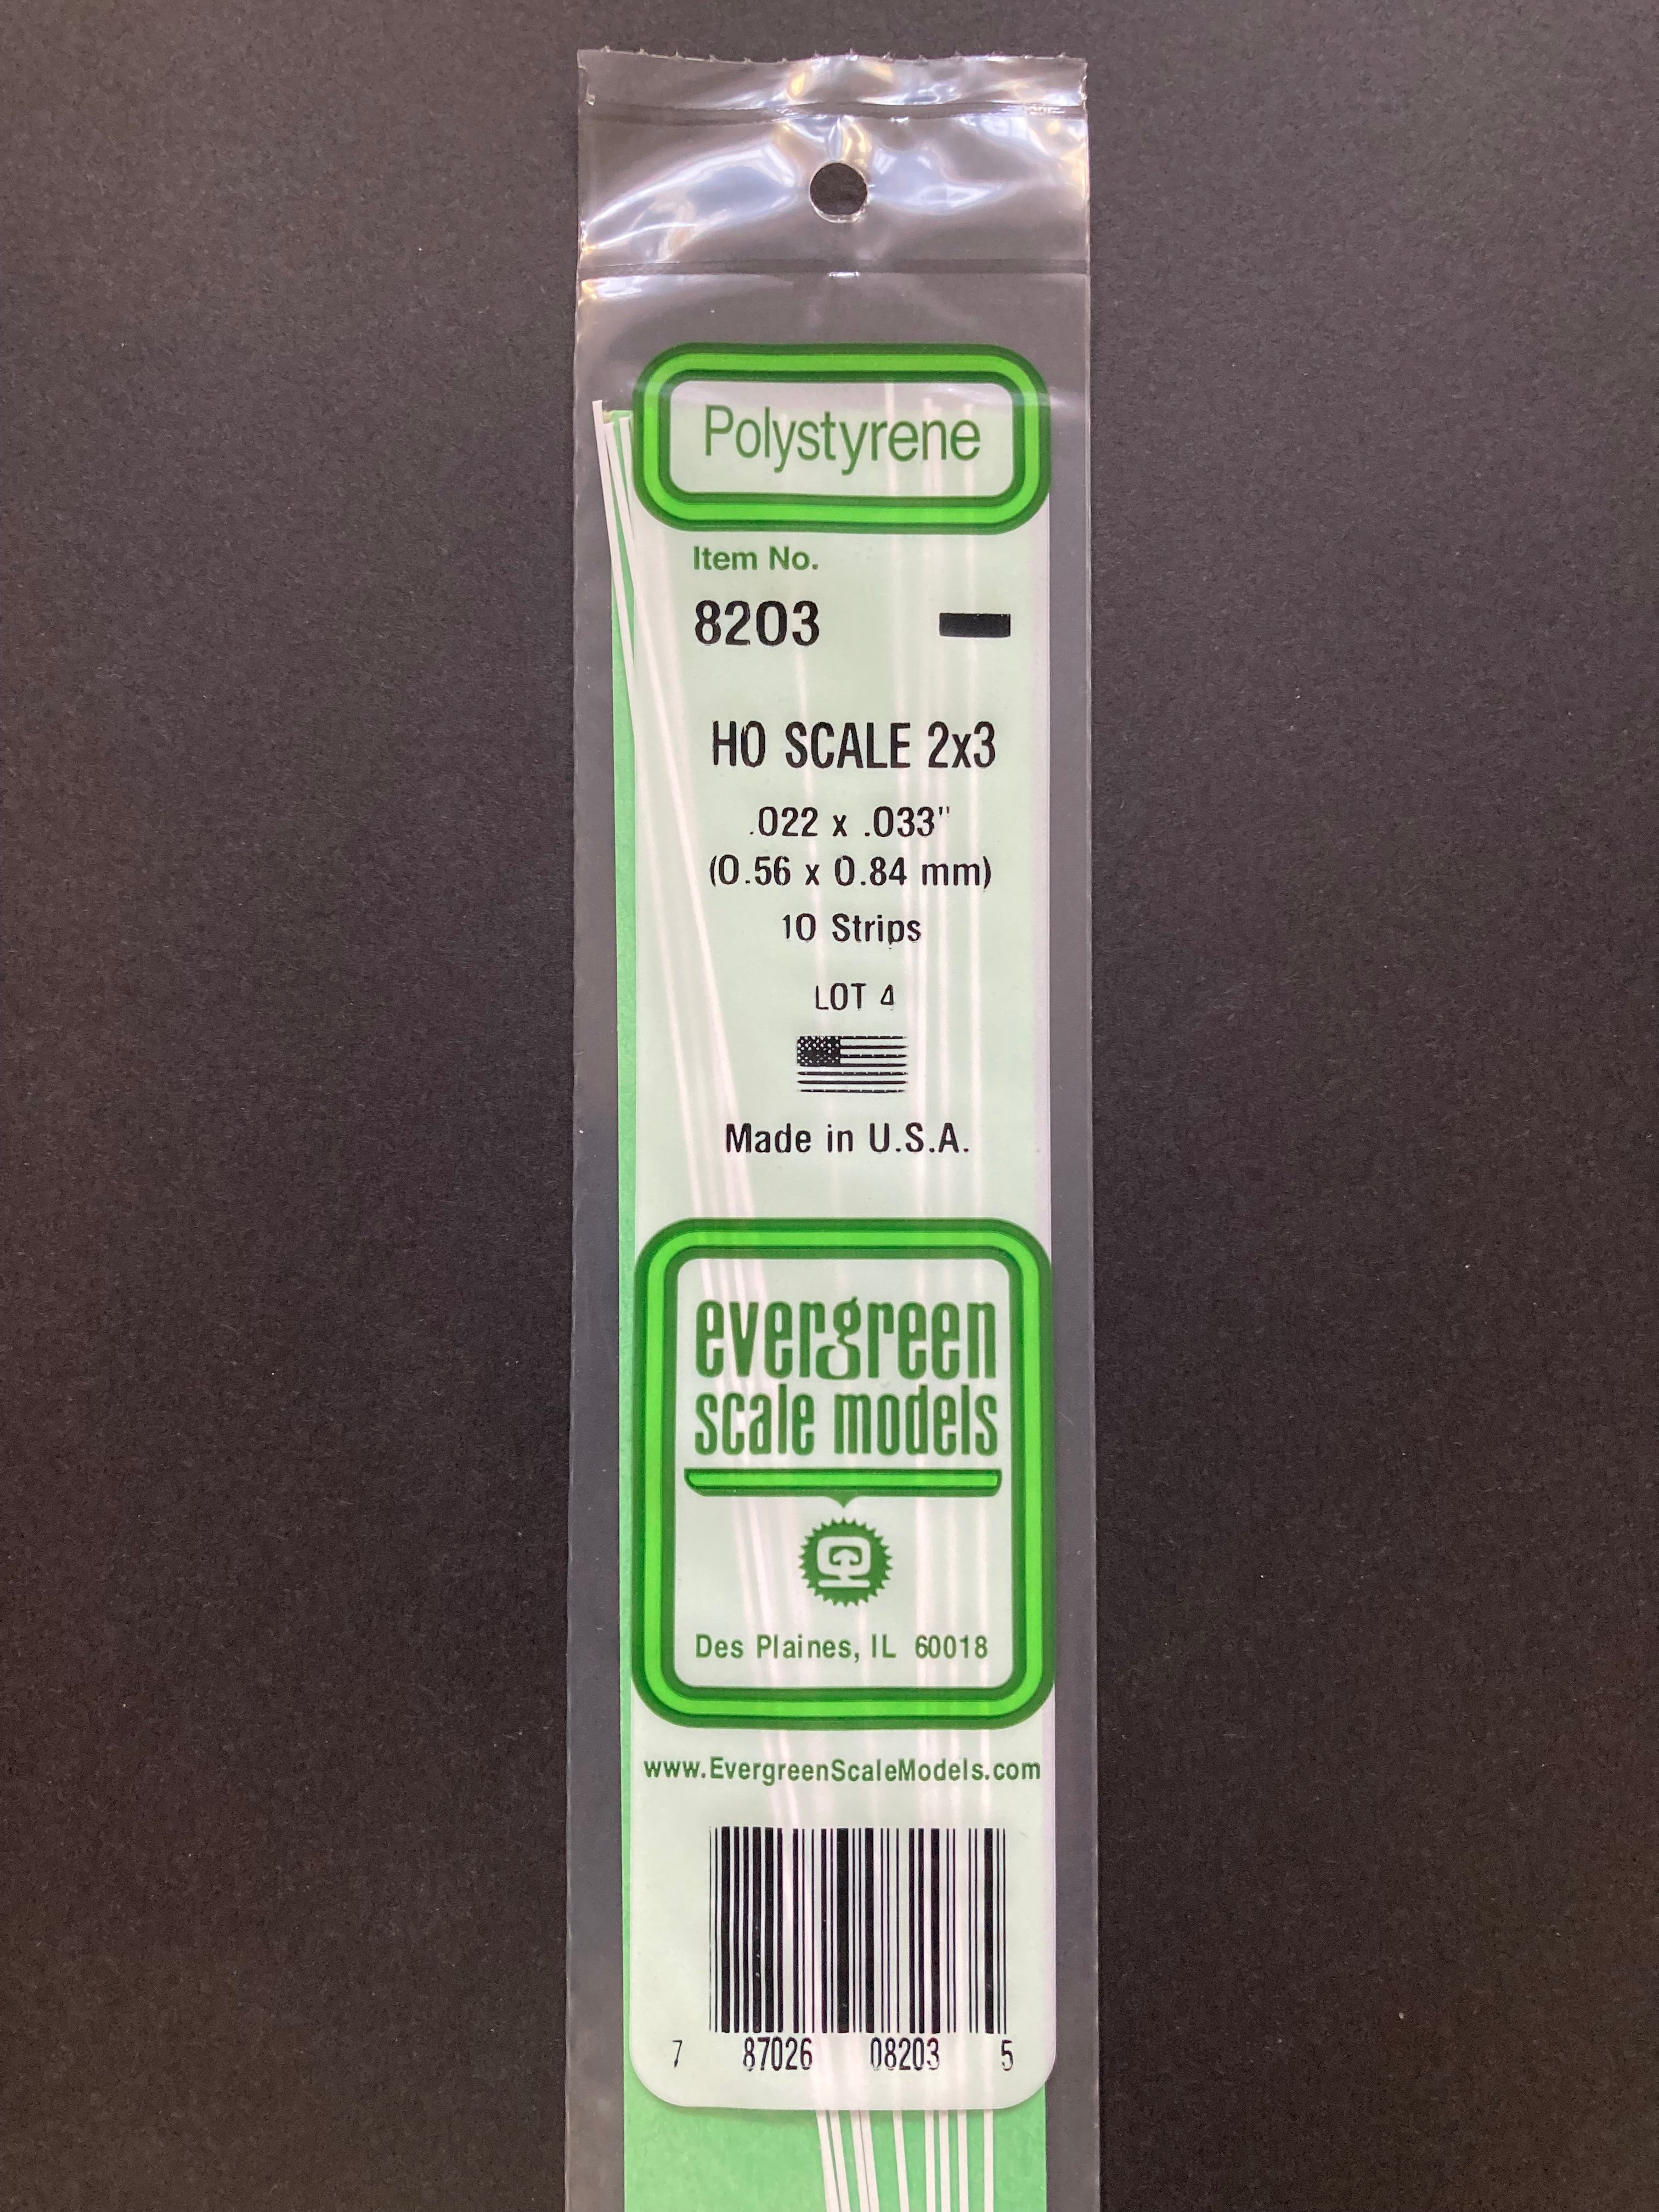 Polystyrene
Item No.
8203
HO SCALE 2x3
.022 x .033"
(0.56 x 0.84 mm)
10 Strips
LOT 4
Made in U.S.A.
evergreen
scale models
Des Plaines, IL 60018
www.EvergreenScaleModels.com
7 87026 08203 5